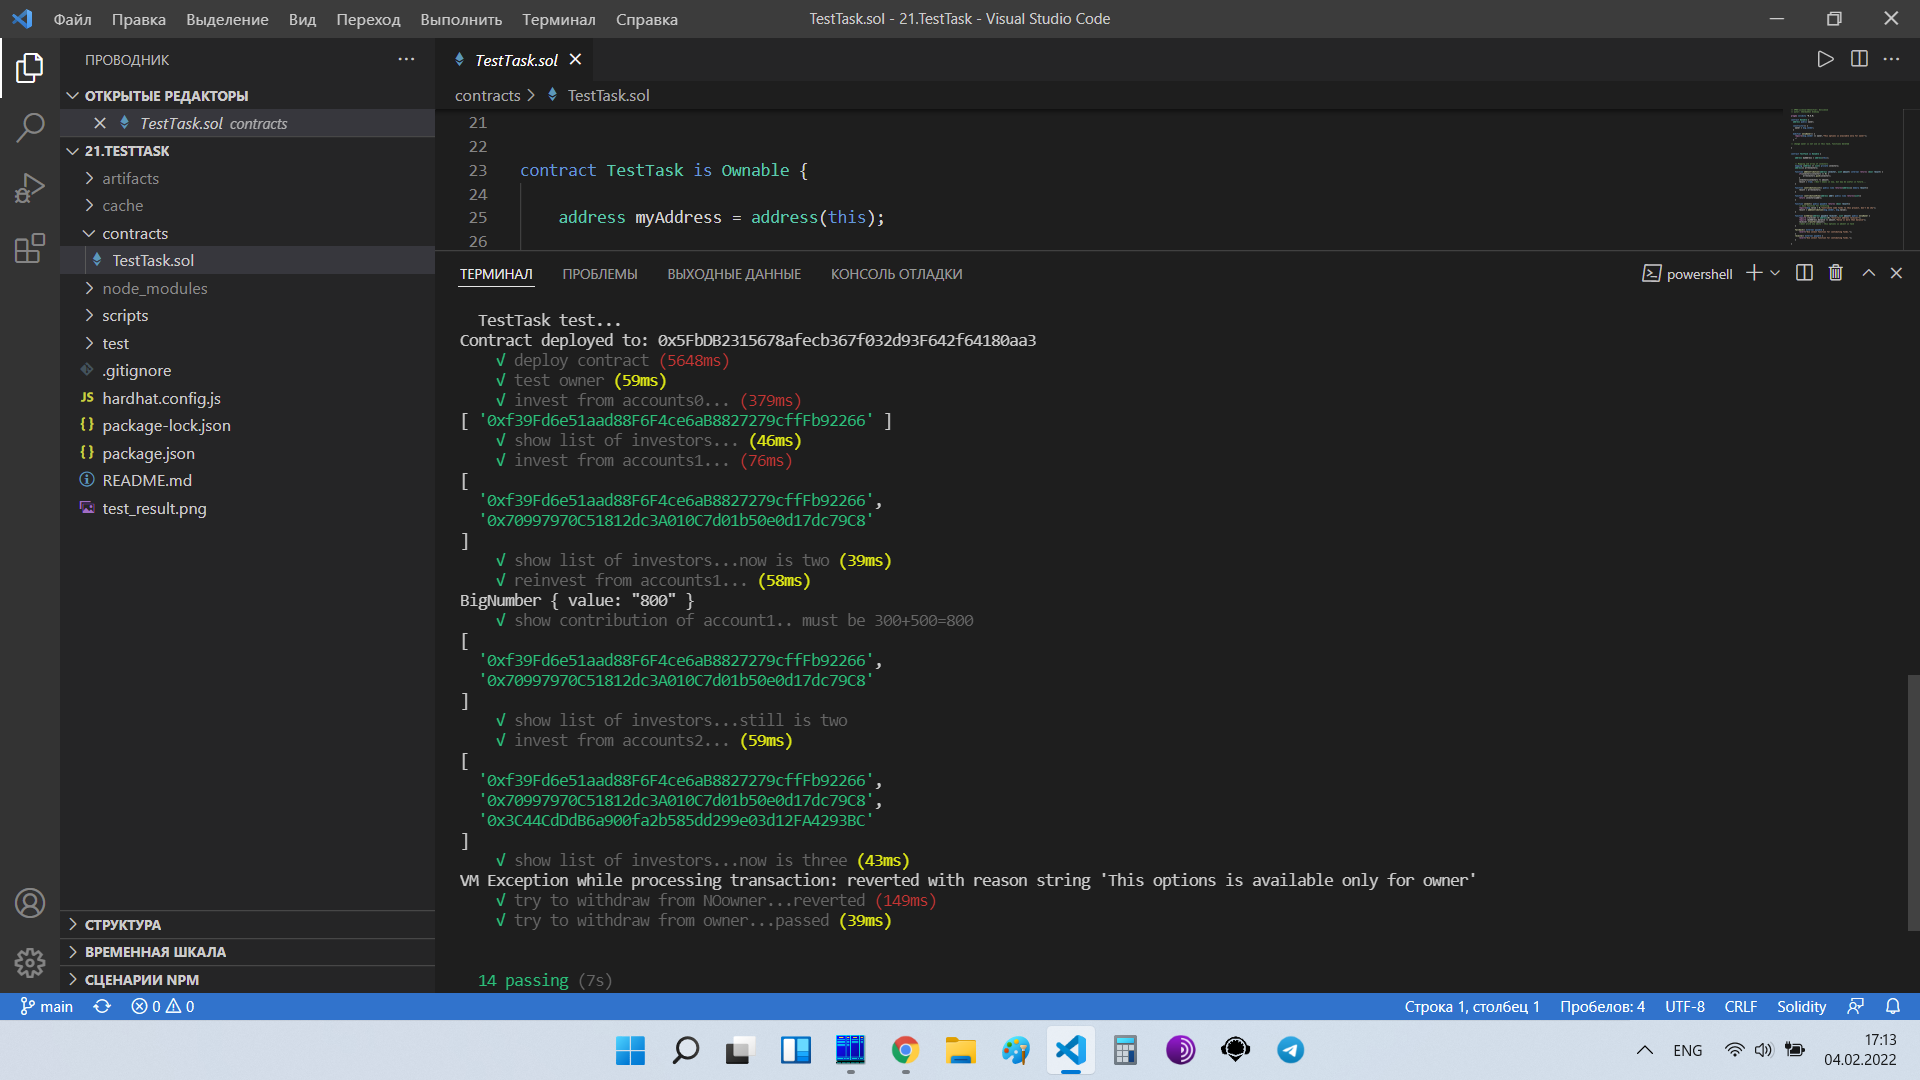 Файл Правка Выделение Вид Переход Выполнить Терминал Справка
TestTask.sol - 21.TestTask - Visual Studio Code
ПРОВОДНИК
ОТКРЫТЫЕ РЕДАКТОРЫ
TestTask.sol contracts
21.TESTTASK
artifacts
cache
contracts
TestTask.sol
node_modules
scripts
test
.gitignore
JS hardhat.config.js
{} package-lock.json
{} package.json
README.md
test_result.png
СТРУКТУРА
ВРЕМЕННАЯ ШКАЛА
СЦЕНАРИИ NPM
TestTask.sol
contracts > TestTask.sol
21
22
23 contract TestTask is Ownable {
24
25 address myAddress = address(this);
26
ТЕРМИНАЛ ПРОБЛЕМЫ ВЫХОДНЫЕ ДАННЫЕ КОНСОЛЬ ОТЛАДКИ
powershell
TestTask test...
Contract deployed to: 0x5FbDB2315678afecb367f032d93F642f64180aa3
√ deploy contract (5648ms)
√ test owner (59ms)
√ invest from accounts0... (379ms)
[ '0xf39Fd6e51aad88F6F4ce6aB8827279cffFb92266' ]
√ show list of investors... (46ms)
√ invest from accounts1... (76ms)
[
'0xf39Fd6e51aad88F6F4ce6aB8827279cffFb92266',
'0x70997970C51812dc3A010C7d01b50e0d17dc79C8'
]
√ show list of investors...now is two (39ms)
√ reinvest from accounts1... (58ms)
BigNumber { value: "800" }
√ show contribution of account1.. must be 300+500=800
[
'0xf39Fd6e51aad88F6F4ce6aB8827279cffFb92266',
'0x70997970C51812dc3A010C7d01b50e0d17dc79C8'
]
√ show list of investors...still is two
√ invest from accounts2... (59ms)
[
'0xf39Fd6e51aad88F6F4ce6aB8827279cffFb92266',
'0x70997970C51812dc3A010C7d01b50e0d17dc79C8',
'0x3C44CdDdB6a900fa2b585dd299e03d12FA4293BC'
]
√ show list of investors...now is three (43ms)
VM Exception while processing transaction: reverted with reason string 'This options is available only for owner'
√ try to withdraw from NOowner...reverted (149ms)
√ try to withdraw from owner...passed (39ms)
14 passing (7s)
main 0 0
Строка 1, столбец 1 Пробелов: 4 UTF-8 CRLF Solidity
ENG
17:13
04.02.2022